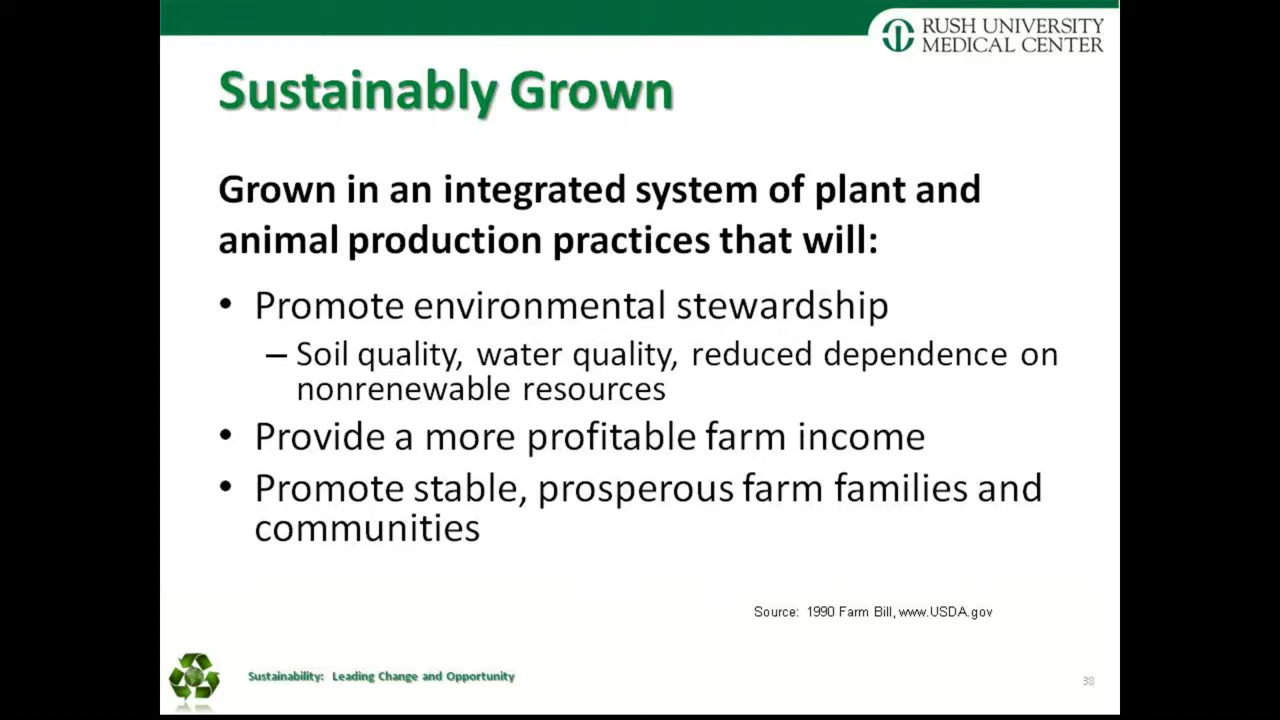 RUSH UNIVERSITY
MEDICAL CENTER
Sustainably Grown
Grown in an integrated system of plant and
animal production practices that will:
• Promote environmental stewardship
– Soil quality, water quality, reduced dependence on
nonrenewable resources
• Provide a more profitable farm income
• Promote stable, prosperous farm families and
communities
Source: 1990 Farm Bill, www.USDA.gov
Sustainability: Leading Change and Opportunity
38